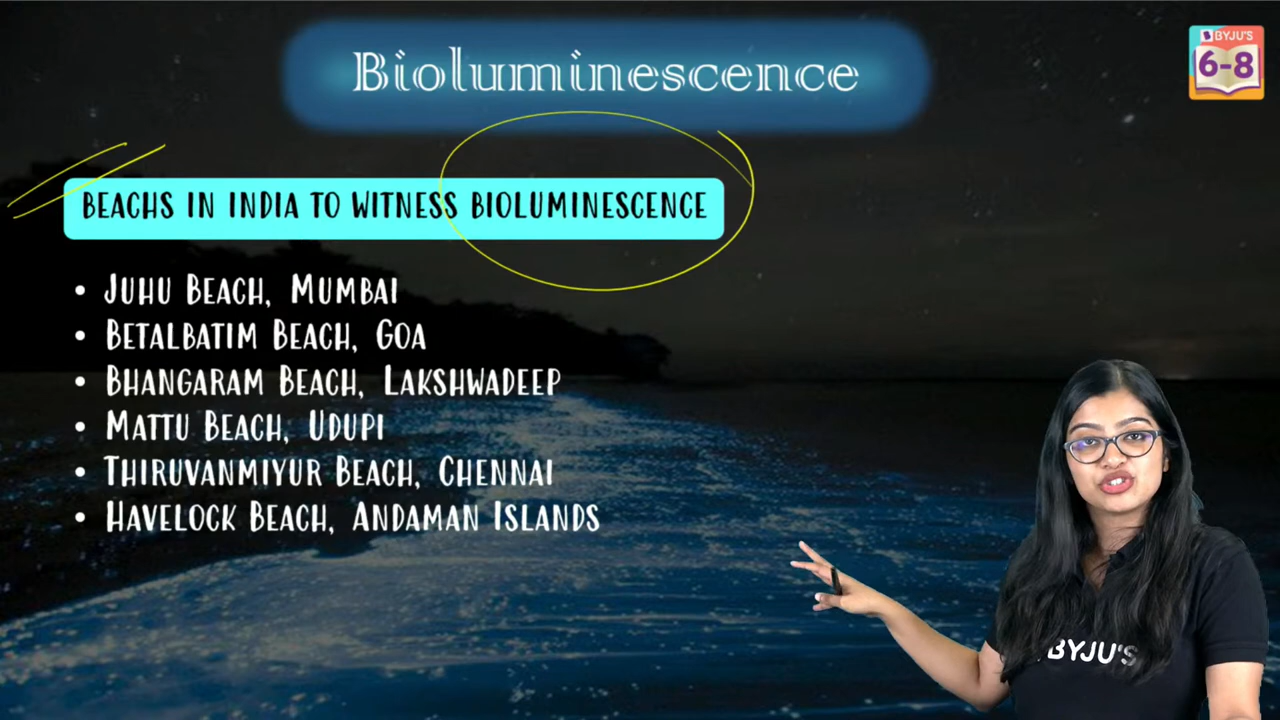 Bioluminescence
BYJU'S
6-8
BEACHS IN INDIA TO WITNESS BIOLUMINESCENCE
• JUHU BEACH, MUMBAI
• BETALBATIM BEACH, GOA
• BHANGARAM BEACH, LAKSHWADEEP
• MATTU BEACH, UDUPI
• THIRUVANMIYUR BEACH, CHENNAI
• HAVELOCK BEACH, ANDAMAN ISLANDS
BYJU'S